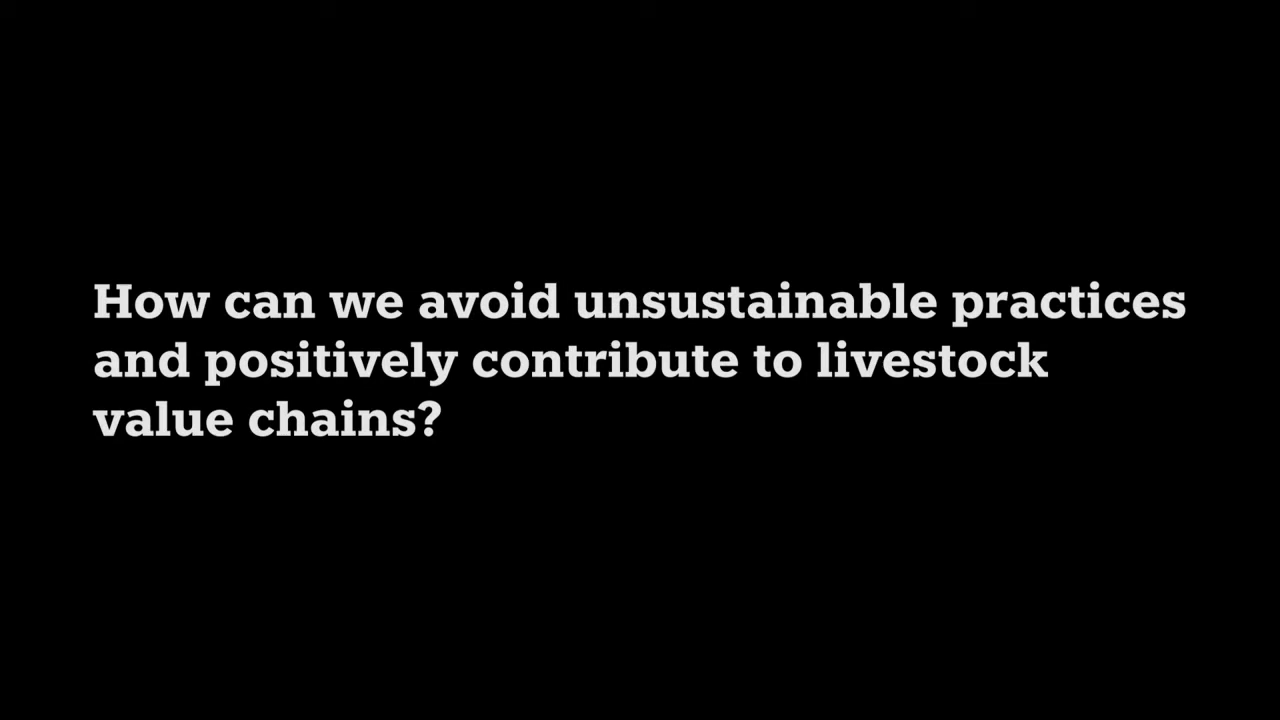 How can we avoid unsustainable practices
and positively contribute to livestock
value chains?